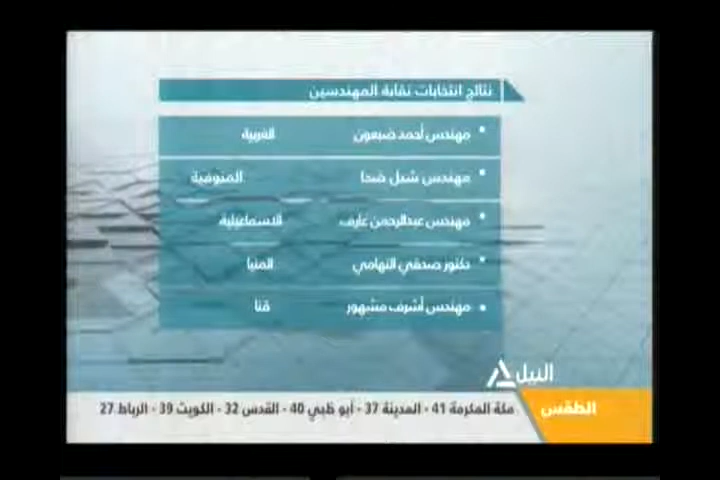 نتائج انتخابات نقابة المهندسين
• مهندس أحمد ضبعون الغربية
• مهندس شبل ضحا المنوفية
• مهندس عبدالرحمن عارف الاسماعيلية
• دكتور صدقي التهامي المنيا
• مهندس أشرف مشهور قنا
النيل
الطقس مكة المكرمة 41 - المدينة 37 - أبو ظبي 40 - القدس 32 - الكويت 39 - الرباط 27